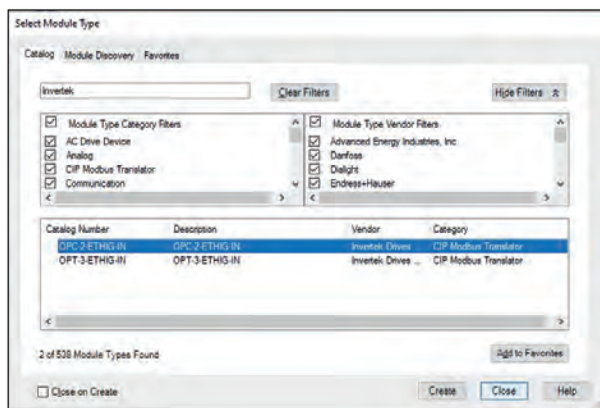 Select Module Type
Catalog Module Discovery Favorites
Invertek Clear Filters Hide Filters
Module Type Category Filters
AC Drive Device
Analog
CIP Modbus Translator
Communication
Module Type Vendor Filters
Advanced Energy Industries, Inc
Danfoss
Dialight
Endress+Hauser
Catalog Number Description Vendor Category
OPC-2-ETHIG-IN OPC-2-ETHIG-IN Invertek Drives ... CIP Modbus Translator
OPT-3-ETHIG-IN OPT-3-ETHIG-IN Invertek Drives ... CIP Modbus Translator
2 of 538 Module Types Found Add to Favorites
Close on Create Create Close Help